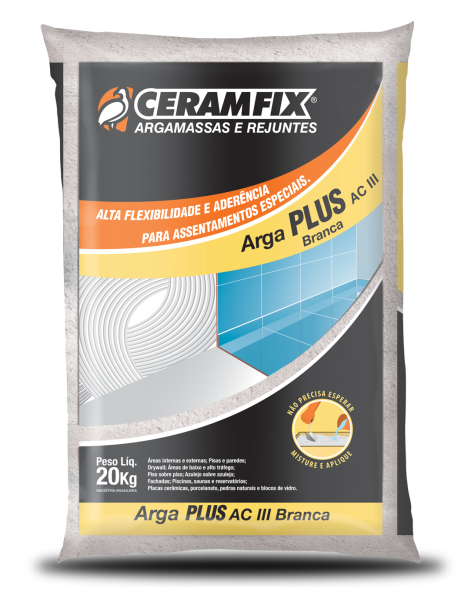 CERAMFIX®
ARGAMASSAS E REJUNTES
ALTA FLEXIBILIDADE E ADERÊNCIA
PARA ASSENTAMENTOS ESPECIAIS.
Arga PLUS AC III
Branca
NÃO PRECISA ESPERAR
MISTURE E APLIQUE
Peso Líq.
20Kg
INDÚSTRIA BRASILEIRA
Áreas internas e externas; Pisos e paredes;
Drywall; Áreas de baixo e alto tráfego;
Piso sobre piso; Azulejo sobre azulejo;
Fachadas; Piscinas, saunas e reservatórios;
Placas cerâmicas, porcelanato, pedras naturais e blocos de vidro.
Arga PLUS AC III Branca